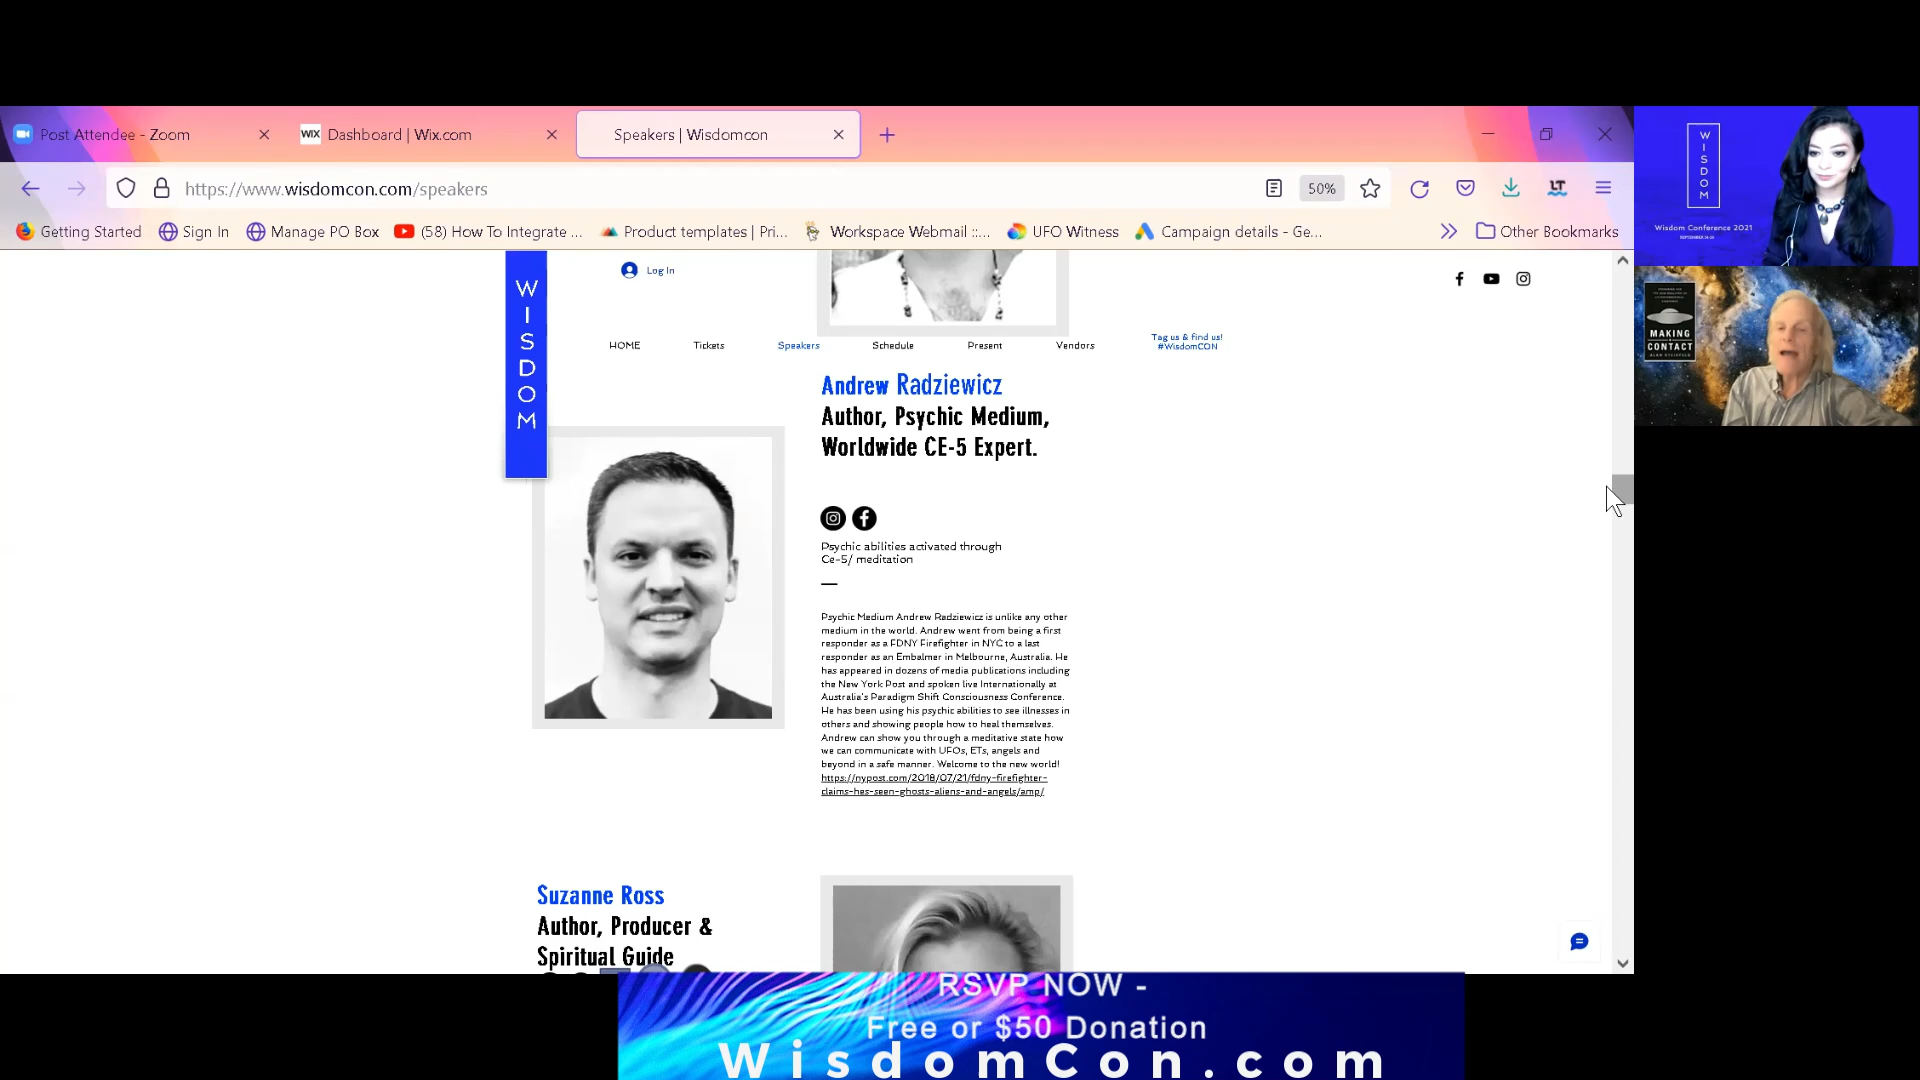 Post Attendee - Zoom
WIX Dashboard | Wix.com
Speakers | Wisdomcon
https://www.wisdomcon.com/speakers
50%
LT
Getting Started
Sign In
Manage PO Box
(58) How To Integrate ...
Product templates | Pri...
Workspace Webmail ::...
UFO Witness
Campaign details - Ge...
Other Bookmarks
WISDOM
Wisdom Conference 2021
MAKING
CONTACT
WISDOM
Log In
HOME
Tickets
Speakers
Schedule
Present
Vendors
Tag us & find us!
#WisdomCON
Andrew Radziewicz
Author, Psychic Medium,
Worldwide CE-5 Expert.
Psychic abilities activated through
Ce-5/ meditation
Psychic Medium Andrew Radziewicz is unlike any other
medium in the world. Andrew went from being a first
responder as a FDNY Firefighter in NYC to a last
responder as an Embalmer in Melbourne, Australia. He
has appeared in dozens of media publications including
the New York Post and spoken live Internationally at
Australia's Paradigm Shift Consciousness Conference.
He has been using his psychic abilities to see illnesses in
others and showing people how to heal themselves.
Andrew can show you through a meditative state how
we can communicate with UFOs, ETs, angels and
beyond in a safe manner. Welcome to the new world!
https://nypost.com/2018/07/21/fdny-firefighter-
claims-hes-seen-ghosts-aliens-and-angels/amp/
Suzanne Ross
Author, Producer &
Spiritual Guide
RSVP NOW -
Free or $50 Donation
WisdomCon.com